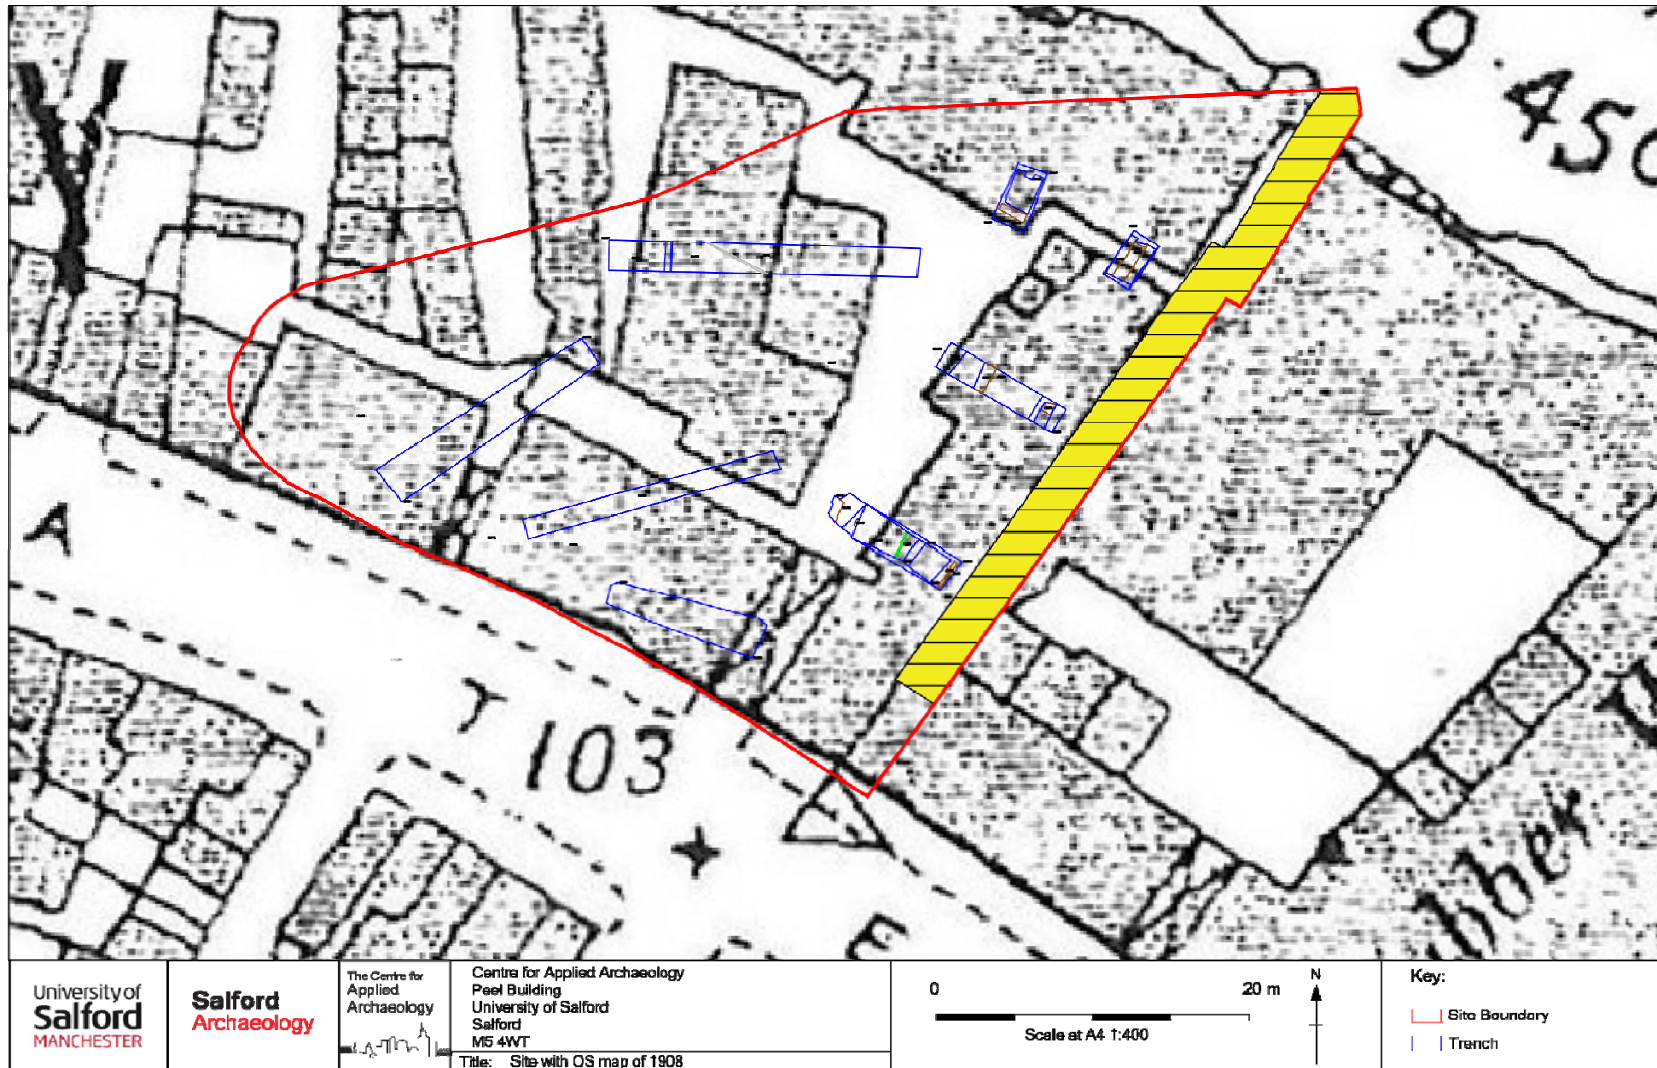 9.450
A
T
103
E
bbek
University of
Salford
MANCHESTER
Salford
Archaeology
The Centre for
Applied
Archaeology
Centre for Applied Archaeology
Peel Building
University of Salford
Salford
M5 4WT
Title: Site with OS map of 1908
0 20 m
Scale at A4 1:400
N
Key:
Site Boundary
Trench